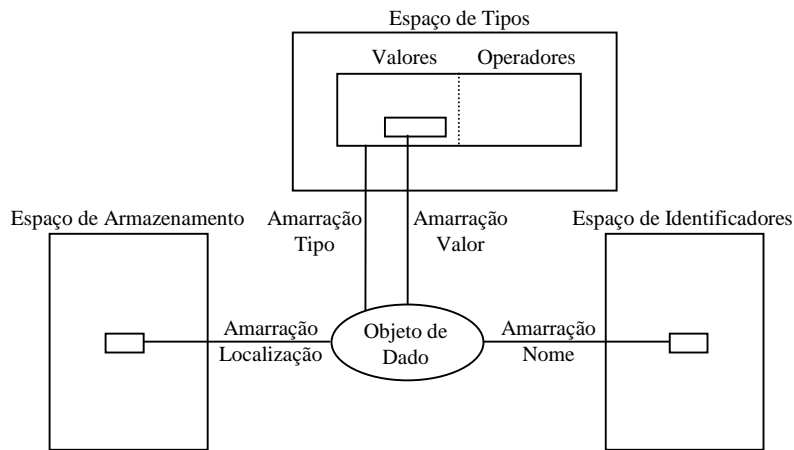 Espaço de Tipos
Valores Operadores
Espaço de Armazenamento
Amarração
Tipo
Amarração
Valor
Espaço de Identificadores
Amarração
Localização
Objeto de
Dado
Amarração
Nome